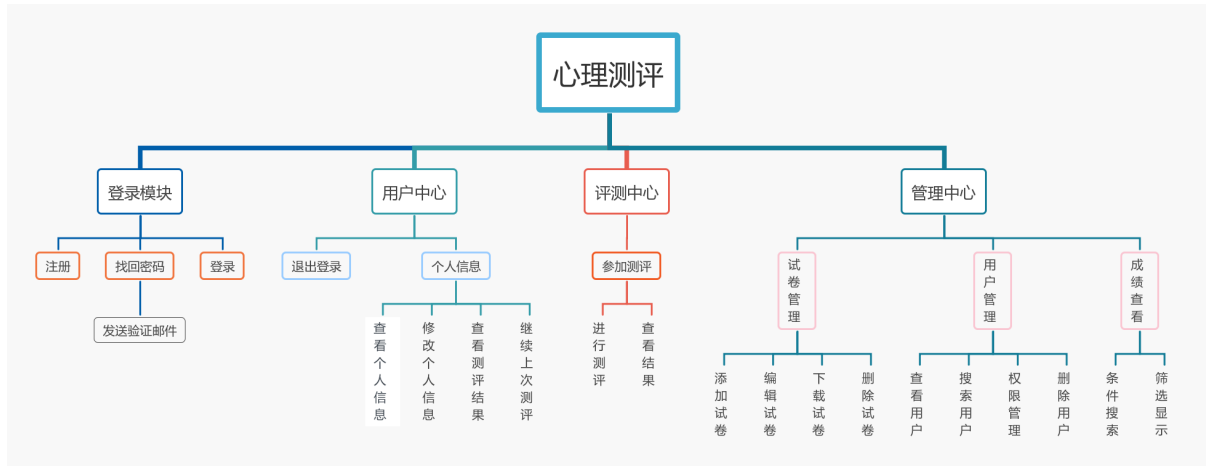 心理测评
登录模块
用户中心
评测中心
管理中心
注册
找回密码
登录
退出登录
个人信息
参加测评
试卷管理
用户管理
成绩查看
发送验证邮件
查看个人信息
修改个人信息
查看测评结果
继续上次测评
进行测评
查看结果
添加试卷
编辑试卷
下载试卷
删除试卷
查看用户
搜索用户
权限管理
删除用户
条件搜索
筛选显示